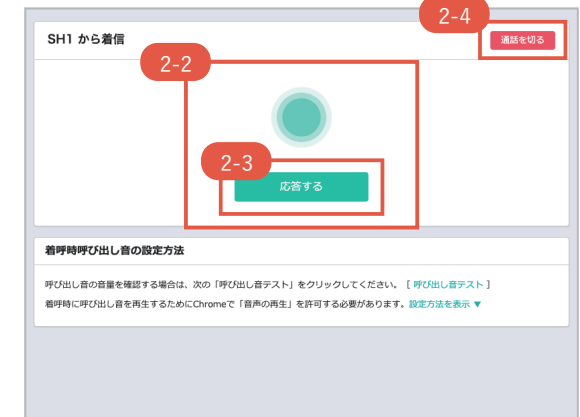 2-4
SH1 から着信
通話を切る
2-2
2-3
応答する
着呼時呼び出し音の設定方法
呼び出し音の音量を確認する場合は、次の「呼び出し音テスト」をクリックしてください。 [ 呼び出し音テスト ]
着呼時に呼び出し音を再生するためにChromeで「音声の再生」を許可する必要があります。設定方法を表示 ▼